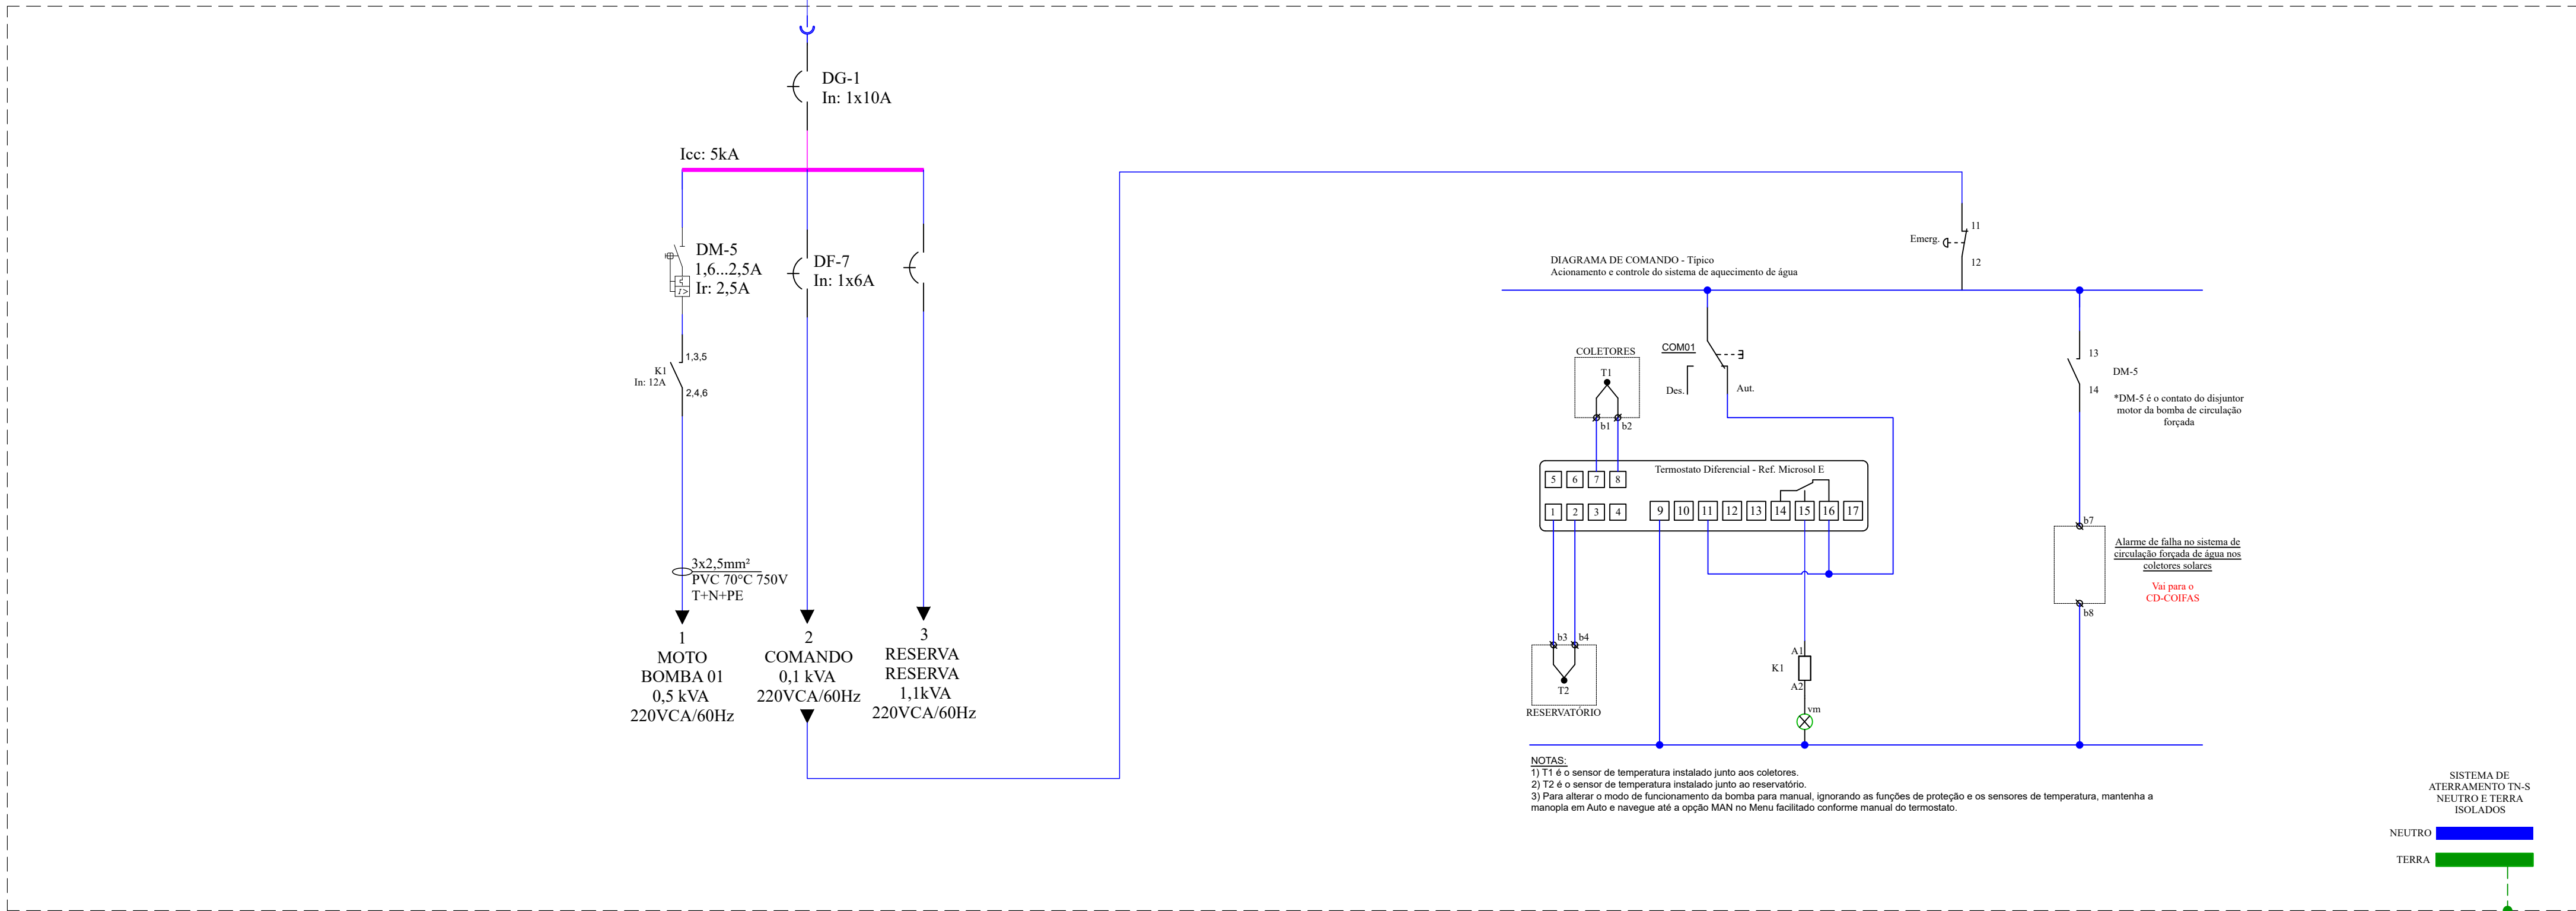 DG-1
In: 1x10A
Icc: 5kA
DM-5
1,6...2,5A
Ir: 2,5A
I>
DF-7
In: 1x6A
K1
In: 12A
1,3,5
2,4,6
3x2,5mm²
PVC 70°C 750V
T+N+PE
1
MOTO
BOMBA 01
0,5 kVA
220VCA/60Hz
2
COMANDO
0,1 kVA
220VCA/60Hz
3
RESERVA
RESERVA
1,1kVA
220VCA/60Hz
DIAGRAMA DE COMANDO - Típico
Acionamento e controle do sistema de aquecimento de água
Emerg.
11
12
COLETORES
T1
b1
b2
COM01
Des.
Aut.
13
14
DM-5
*DM-5 é o contato do disjuntor
motor da bomba de circulação
forçada
Termostato Diferencial - Ref. Microsol E
5 6 7 8
1 2 3 4
9 10 11 12 13 14 15 16 17
b7
Alarme de falha no sistema de
circulação forçada de água nos
coletores solares
Vai para o
CD-COIFAS
b8
b3
b4
T2
RESERVATÓRIO
A1
K1
A2
vm
NOTAS:
1) T1 é o sensor de temperatura instalado junto aos coletores.
2) T2 é o sensor de temperatura instalado junto ao reservatório.
3) Para alterar o modo de funcionamento da bomba para manual, ignorando as funções de proteção e os sensores de temperatura, mantenha a
manopla em Auto e navegue até a opção MAN no Menu facilitado conforme manual do termostato.
SISTEMA DE
ATERRAMENTO TN-S
NEUTRO E TERRA
ISOLADOS
NEUTRO
TERRA